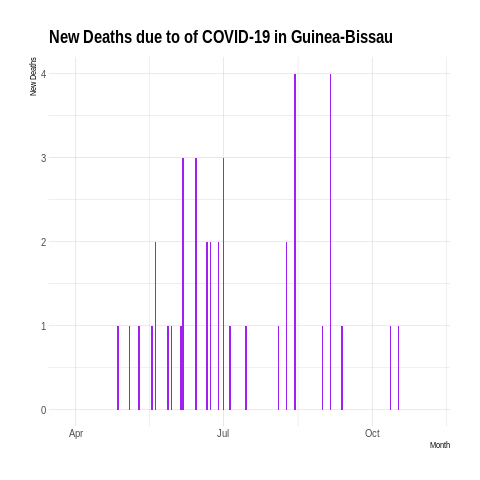 New Deaths due to of COVID-19 in Guinea-Bissau
New Deaths
4
3
2
1
0
Apr
Jul
Oct
Month